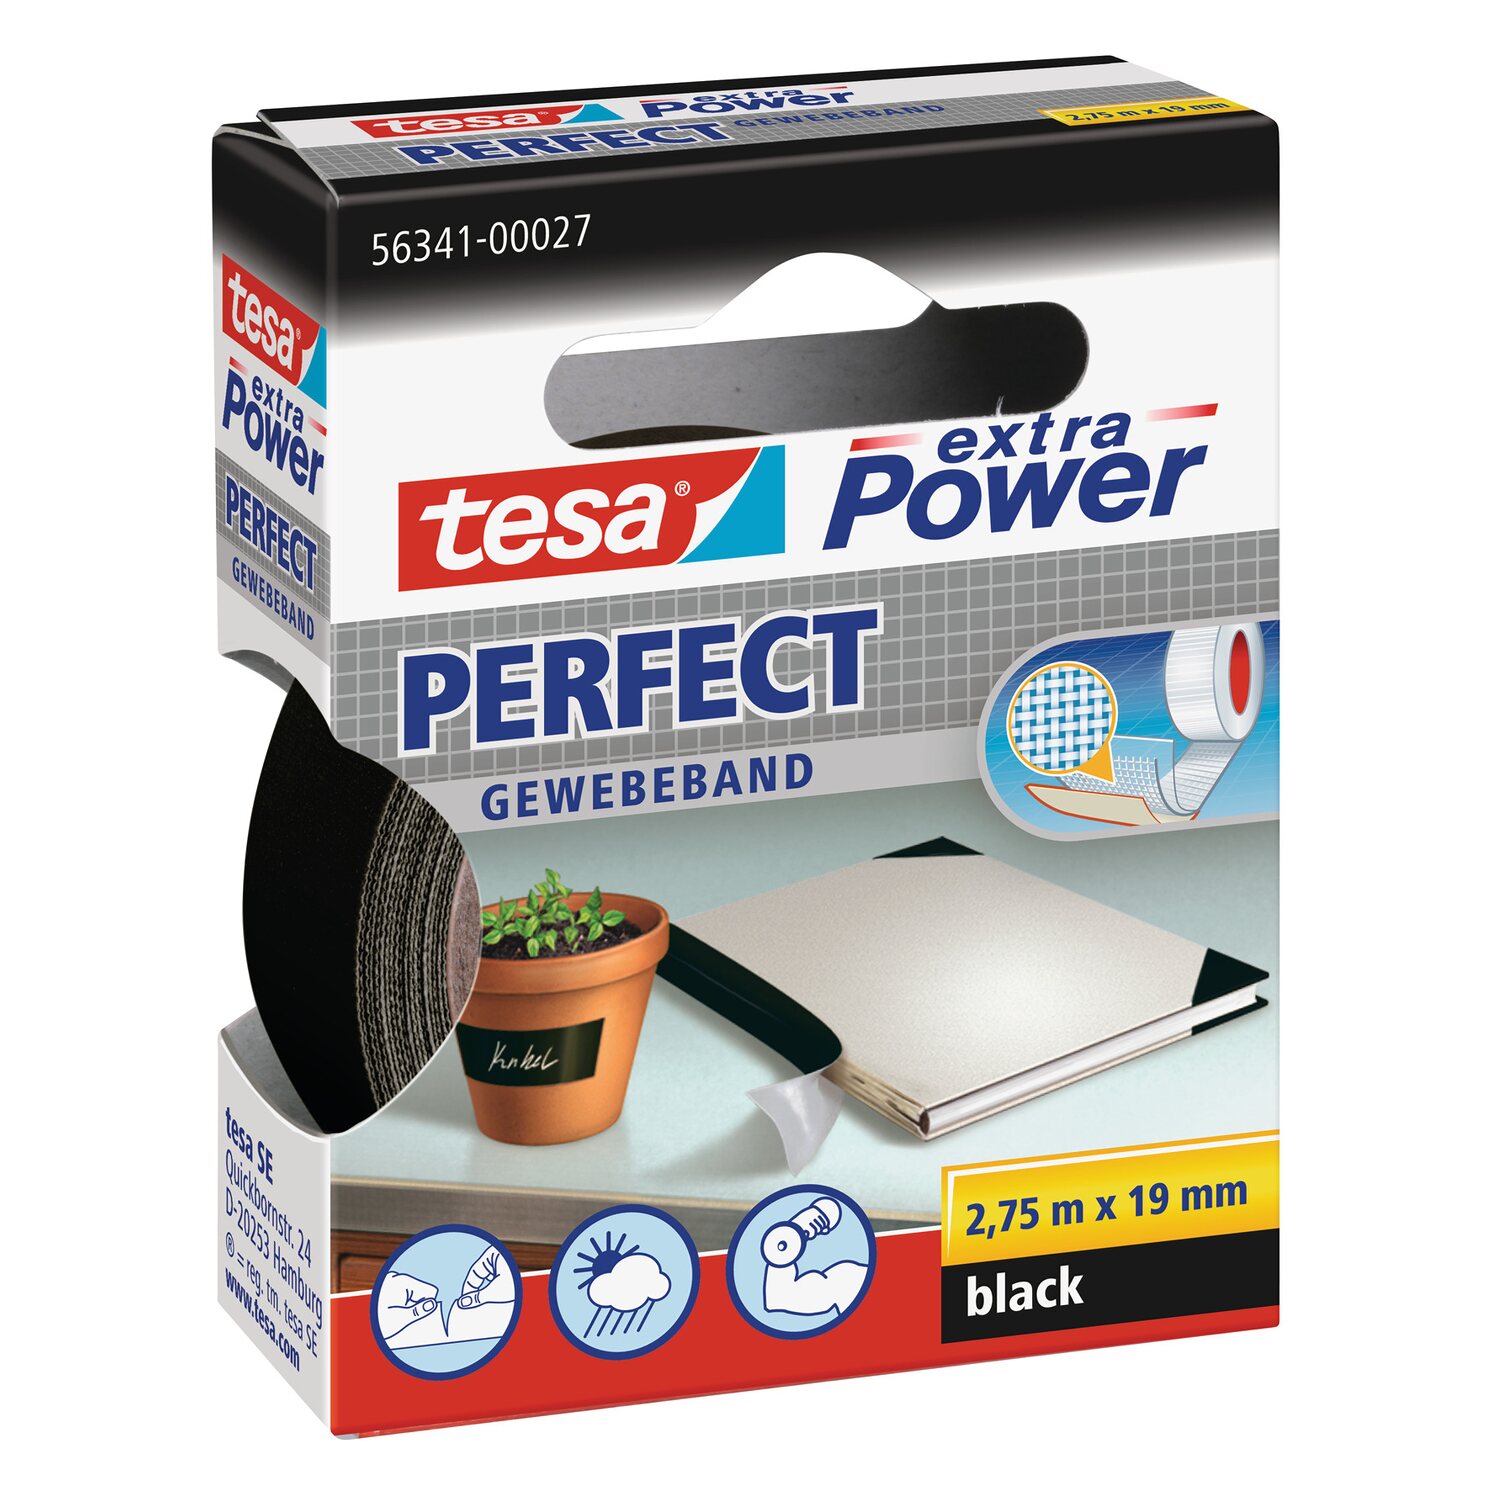 tesa® extra Power
PERFECT GEWEBEBAND
2,75 m x 19 mm
56341-00027
tesa®
extra
Power
PERFECT
GEWEBEBAND
tesa®
extra
Power
PERFECT
GEWEBEBAND
2,75 m x 19 mm
black
tesa SE
Quickbornstr. 24
D-20253 Hamburg
® = reg. tm. tesa SE
www.tesa.com